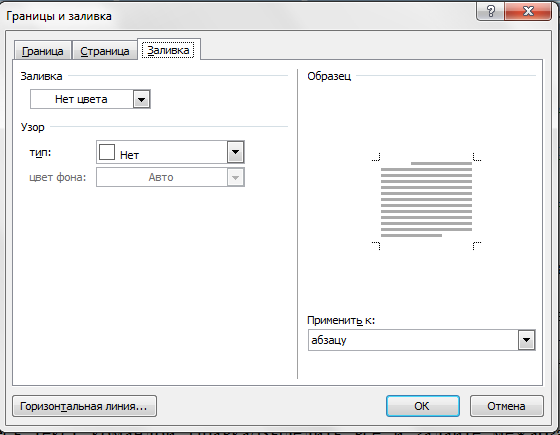 Границы и заливка
Граница Страница Заливка
Заливка
Нет цвета
Узор
тип: Нет
цвет фона: Авто
Образец
Применить к:
абзацу
Горизонтальная линия... ОК Отмена